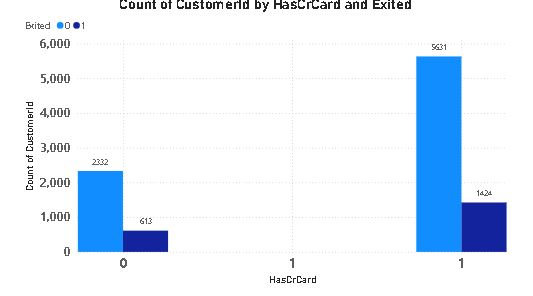 Count of CustomerId by HasCrCard and Exited
Exited 0 1
Count of CustomerId
6,000
5,000
4,000
3,000
2,000
1,000
0
2332
613
5631
1424
0 1 1
HasCrCard